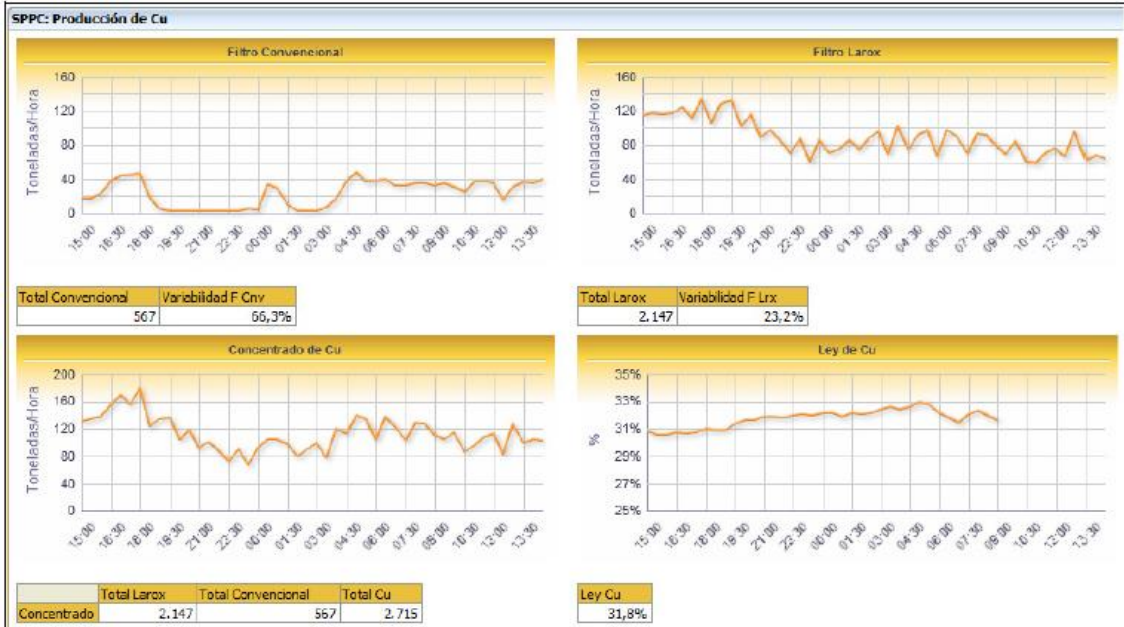 SPPC: Producción de Cu
Filtro Convencional
Toneladas/Hora
160
120
80
40
0
15:00 16:30 18:00 19:30 21:00 22:30 00:00 01:30 03:00 04:30 06:00 07:30 09:00 10:30 12:00 13:30
Total Convencional Variabilidad F Cnv
567 66,3%
Filtro Larox
Toneladas/Hora
160
120
80
40
0
15:00 16:30 18:00 19:30 21:00 22:30 00:00 01:30 03:00 04:30 06:00 07:30 09:00 10:30 12:00 13:30
Total Larox Variabilidad F Lrx
2.147 23,2%
Concentrado de Cu
Toneladas/Hora
200
160
120
80
40
0
15:00 16:30 18:00 19:30 21:00 22:30 00:00 01:30 03:00 04:30 06:00 07:30 09:00 10:30 12:00 13:30
Total Larox Total Convencional Total Cu
Concentrado 2.147 567 2.715
Ley de Cu
%
35%
33%
31%
29%
27%
25%
15:00 16:30 18:00 19:30 21:00 22:30 00:00 01:30 03:00 04:30 06:00 07:30 09:00 10:30 12:00 13:30
Ley Cu
31,8%